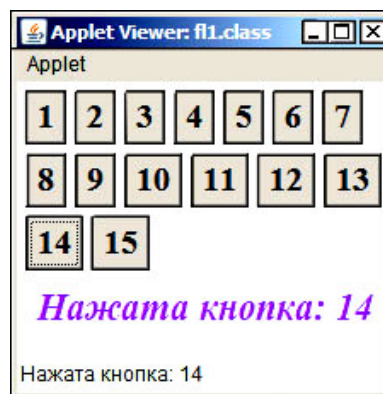 Applet Viewer: fl1.class
Applet
1 2 3 4 5 6 7
8 9 10 11 12 13
14 15
Нажата кнопка: 14
Нажата кнопка: 14